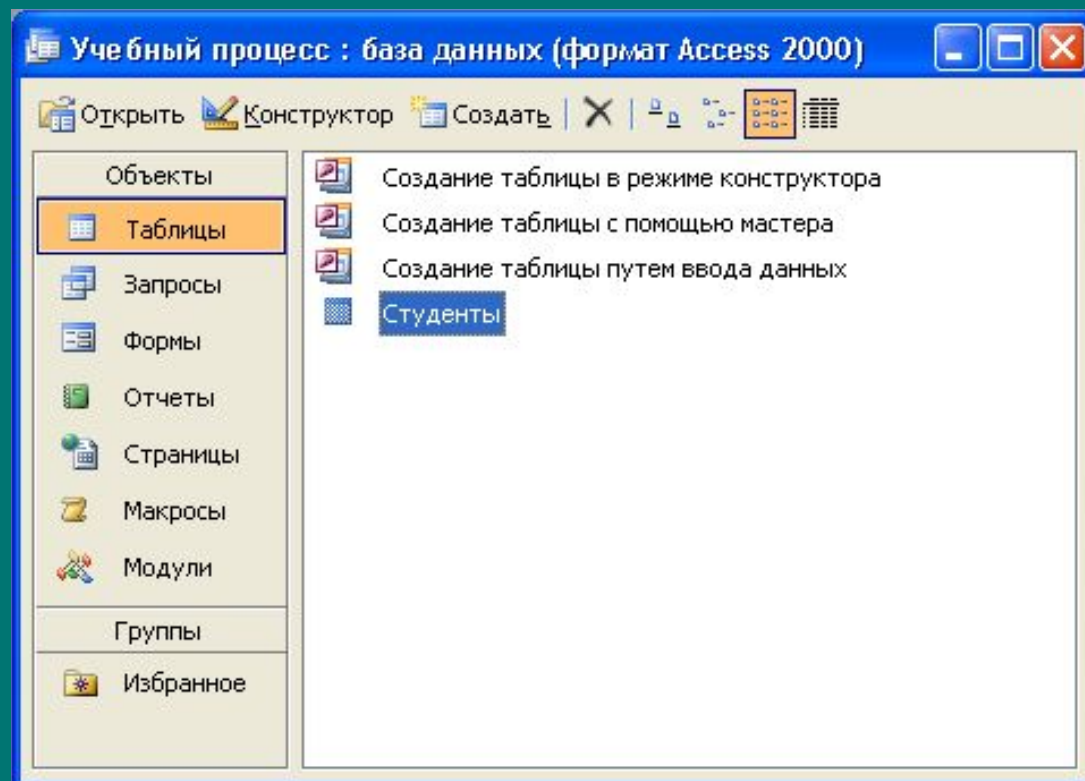 Учебный процесс : база данных (формат Access 2000)
Открыть Конструктор Создать
Объекты
Таблицы
Запросы
Формы
Отчеты
Страницы
Макросы
Модули
Группы
Избранное
Создание таблицы в режиме конструктора
Создание таблицы с помощью мастера
Создание таблицы путем ввода данных
Студенты